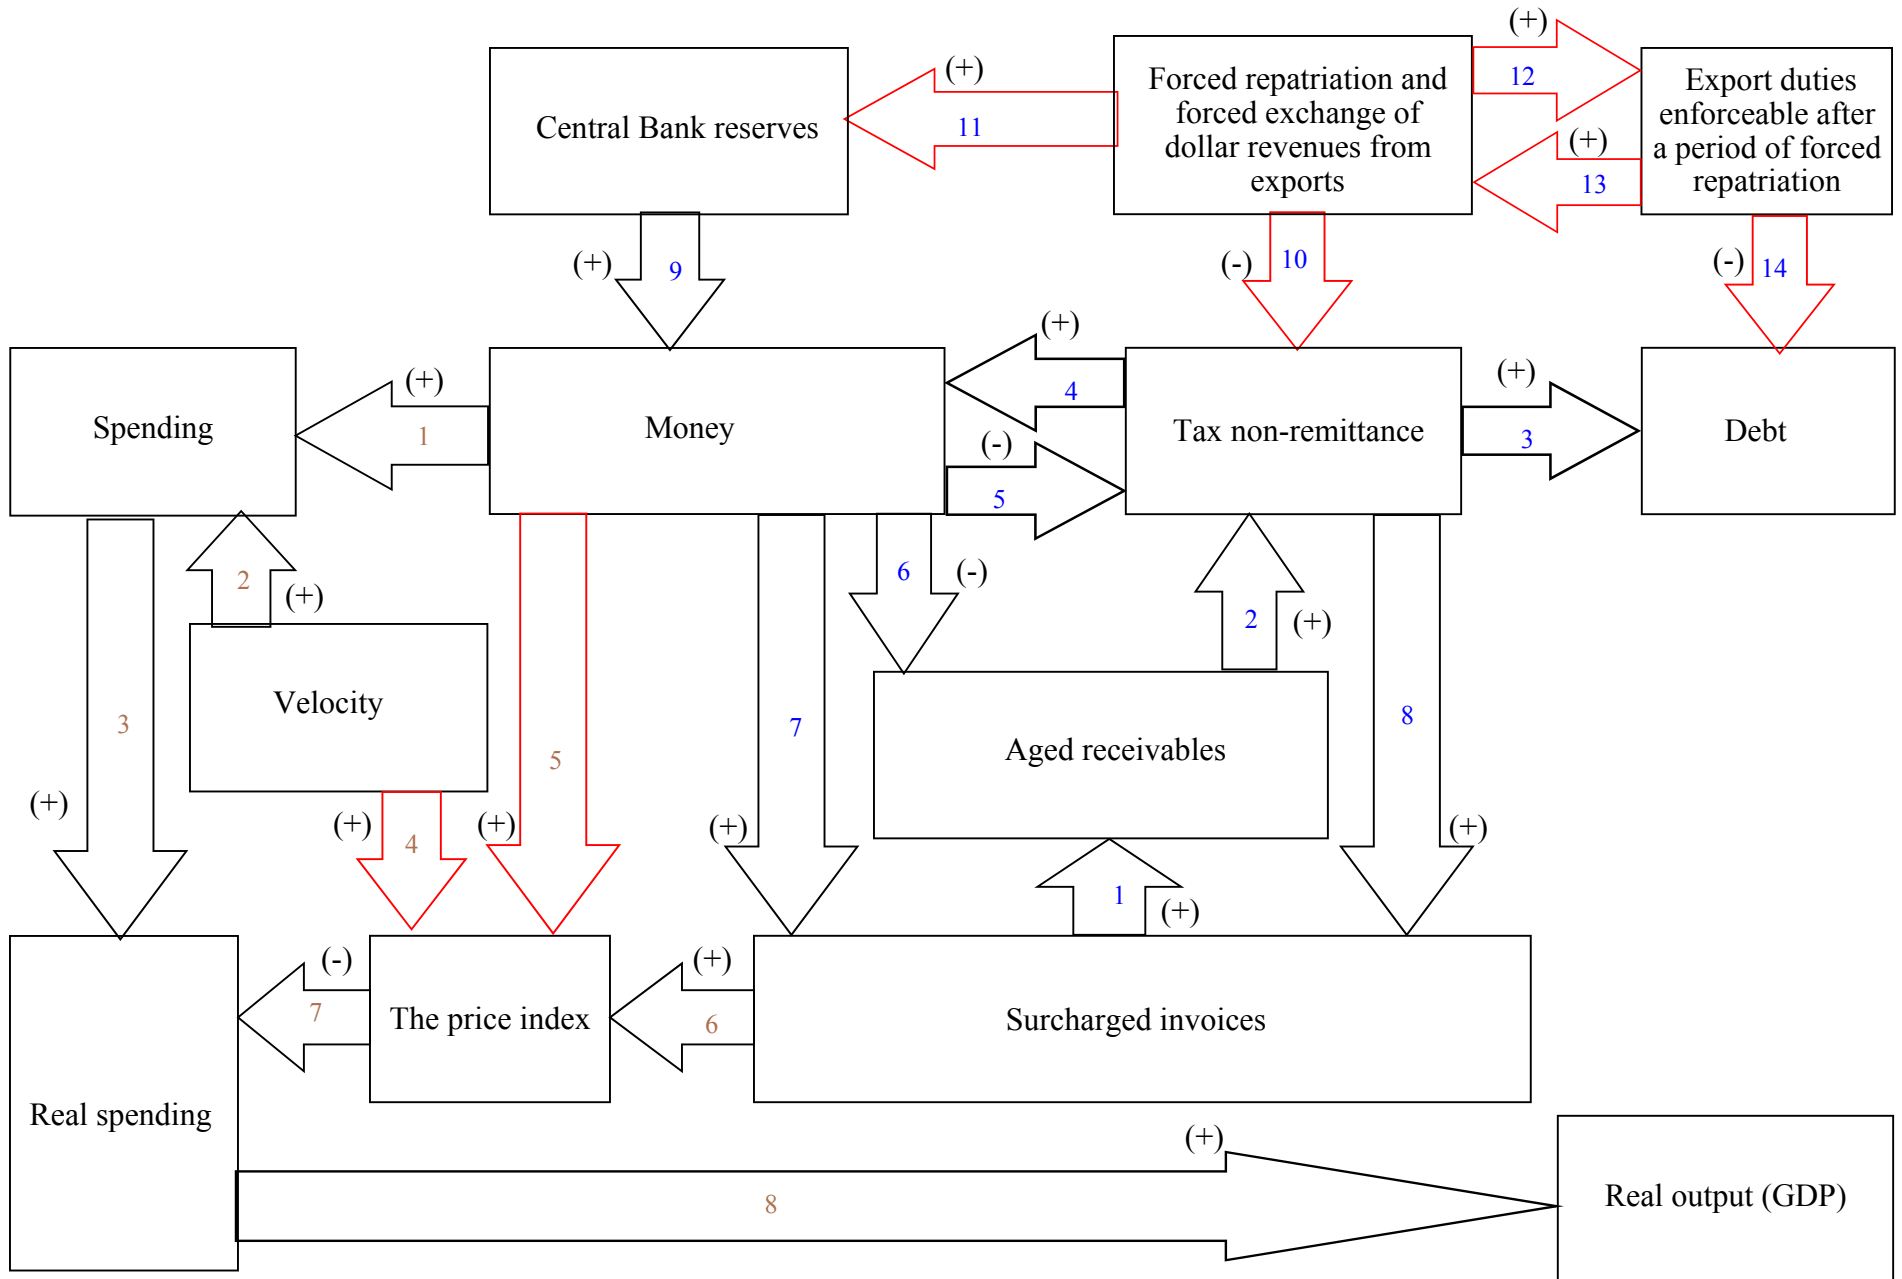 (+)
(+)
12
Central Bank reserves
11
Forced repatriation and
forced exchange of
dollar revenues from
exports
Export duties
enforceable after
a period of forced
repatriation
(+)
13
(+)
9
(-)
10
(-)
14
(+)
4
(+)
3
Spending
(+)
1
Money
(-)
5
Tax non-remittance
Debt
2
(+)
6
(-)
2
(+)
Velocity
3
(+)
(+)
4
(+)
5
7
(+)
Aged receivables
8
(+)
1
(+)
(-)
7
The price index
(+)
6
Surcharged invoices
Real spending
(+)
8
Real output (GDP)